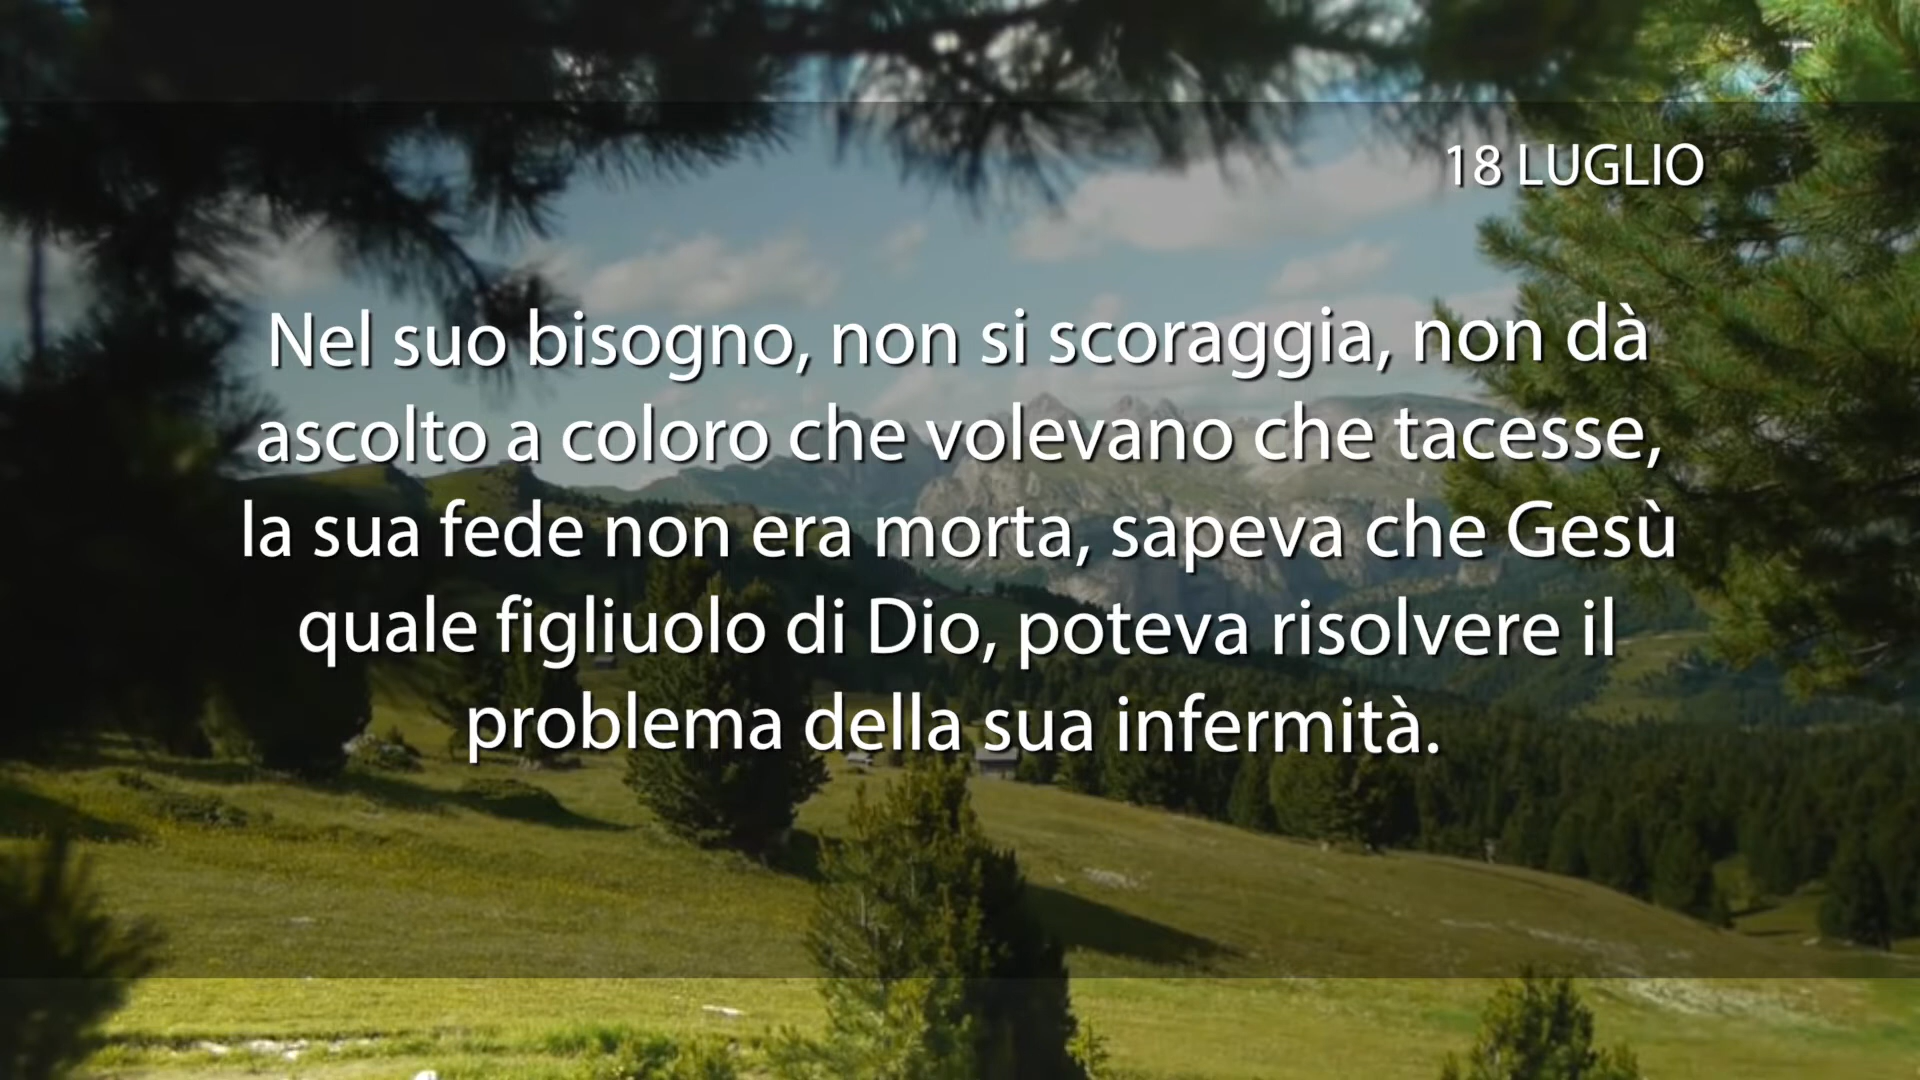 18 LUGLIO
Nel suo bisogno, non si scoraggia, non dà
ascolto a coloro che volevano che tacesse,
la sua fede non era morta, sapeva che Gesù
quale figliuolo di Dio, poteva risolvere il
problema della sua infermità.